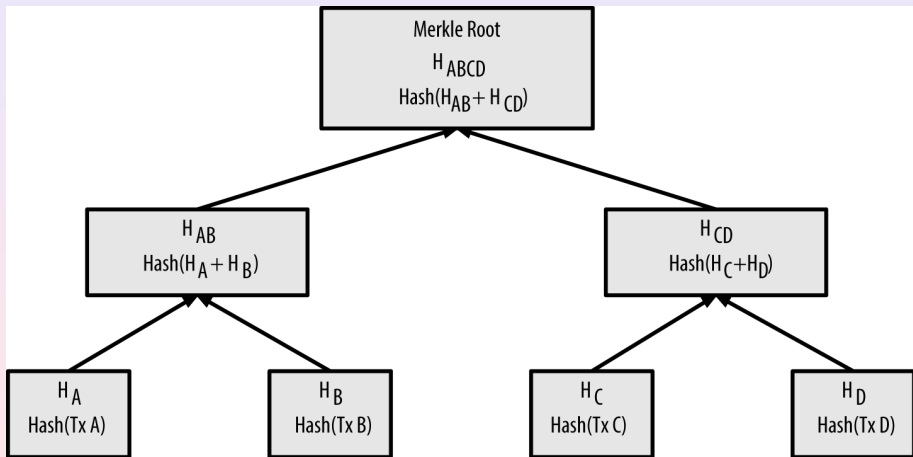 Merkle Root
H ABCD
Hash(H AB + H CD)
H AB
Hash(H A + H B)
H CD
Hash(H C+H D)
H A
Hash(Tx A)
H B
Hash(Tx B)
H C
Hash(Tx C)
H D
Hash(Tx D)